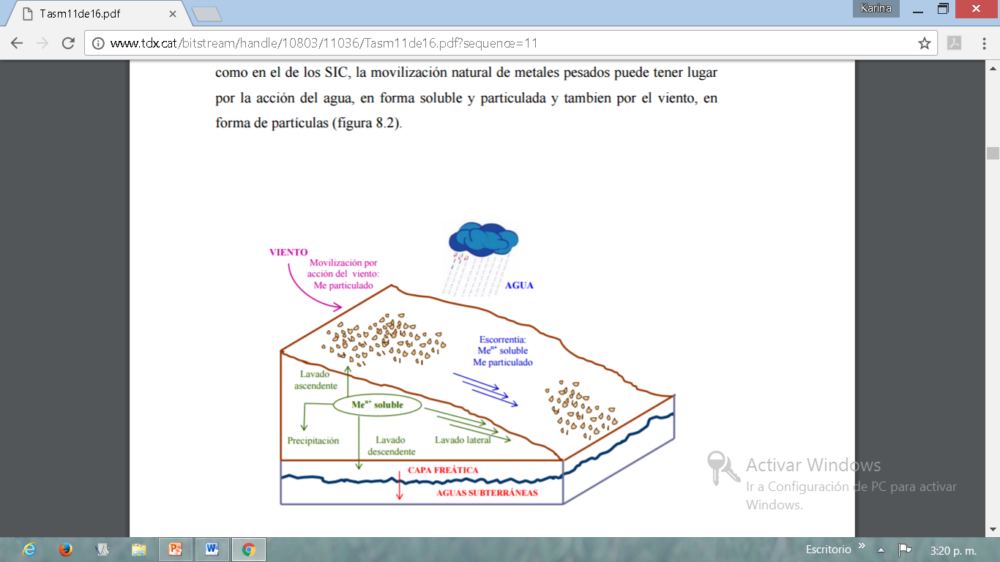 Tasm11de16.pdf
Karina
www.tdx.cat/bitstream/handle/10803/11036/Tasm11de16.pdf?sequence=11
como en el de los SIC, la movilización natural de metales pesados puede tener lugar
por la acción del agua, en forma soluble y particulada y tambien por el viento, en
forma de partículas (figura 8.2).
VIENTO
Movilización por
acción del viento:
Me particulado
AGUA
Escorrentía:
Meⁿ⁺ soluble
Me particulado
Lavado
ascendente
Meⁿ⁺ soluble
Precipitación
Lavado
descendente
Lavado lateral
CAPA FREÁTICA
AGUAS SUBTERRÁNEAS
Activar Windows
Ir a Configuración de PC para activar
Windows.
Escritorio
3:20 p. m.